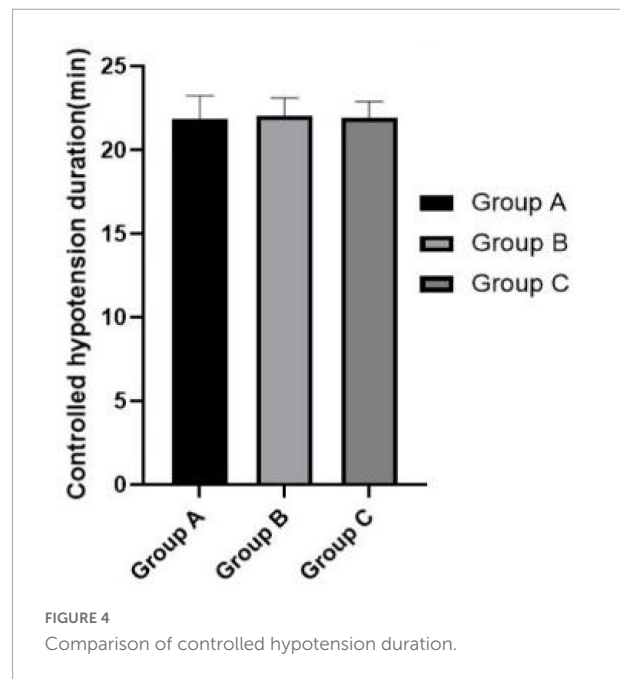 Controlled hypotension duration(min)
25
20
15
10
5
0
Group A
Group B
Group C
Group A
Group B
Group C
FIGURE 4
Comparison of controlled hypotension duration.